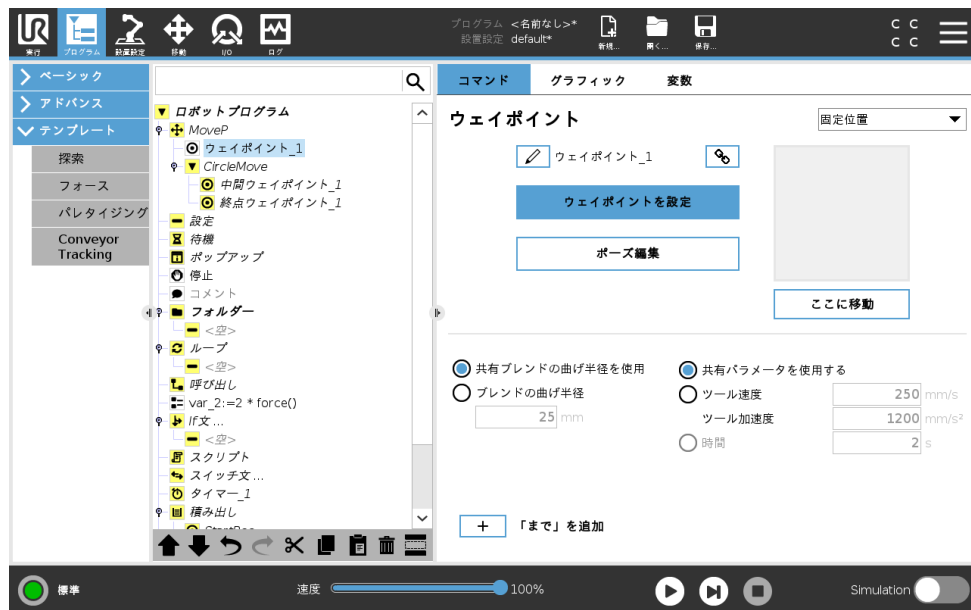 UR
実行
プログラム
設置設定
移動
I/O
ログ
プログラム <名前なし>*
設置設定 default*
新規...
開く...
保存...
C C
C C
ベーシック
アドバンス
テンプレート
探索
フォース
パレタイジング
Conveyor
Tracking
ロボットプログラム
MoveP
ウェイポイント_1
CircleMove
中間ウェイポイント_1
終点ウェイポイント_1
設定
待機
ポップアップ
停止
コメント
フォルダー
<空>
ループ
<空>
呼び出し
var_2:=2 * force()
If文...
<空>
スクリプト
スイッチ文...
タイマー_1
積み出し
コマンド
グラフィック
変数
ウェイポイント
固定位置
ウェイポイント_1
ウェイポイントを設定
ポーズ編集
ここに移動
共有ブレンドの曲げ半径を使用
ブレンドの曲げ半径
25 mm
共有パラメータを使用する
ツール速度
250 mm/s
ツール加速度
1200 mm/s²
時間
2 s
+
「まで」を追加
標準
速度
100%
Simulation